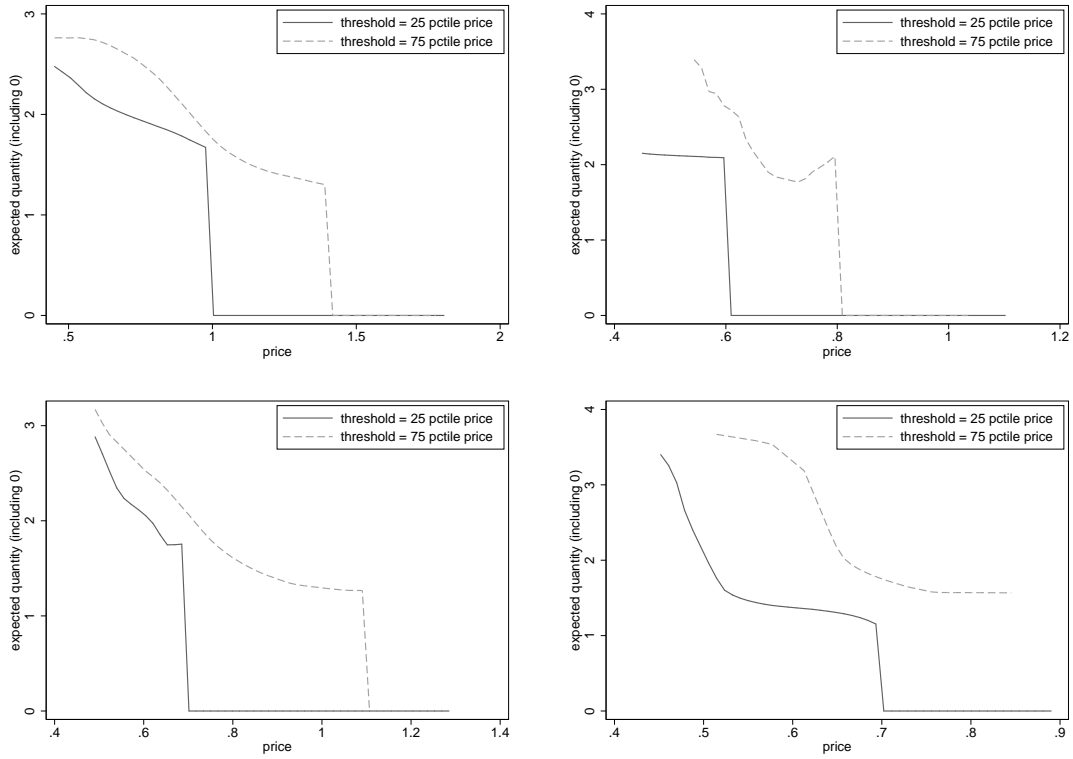 threshold = 25 pctile price
threshold = 75 pctile price
expected quantity (including 0)
3
2
1
0
.5
1
1.5
2
price
threshold = 25 pctile price
threshold = 75 pctile price
expected quantity (including 0)
4
3
2
1
0
.4
.6
.8
1
1.2
price
threshold = 25 pctile price
threshold = 75 pctile price
expected quantity (including 0)
3
2
1
0
.4
.6
.8
1
1.2
1.4
price
threshold = 25 pctile price
threshold = 75 pctile price
expected quantity (including 0)
4
3
2
1
0
.4
.5
.6
.7
.8
.9
price